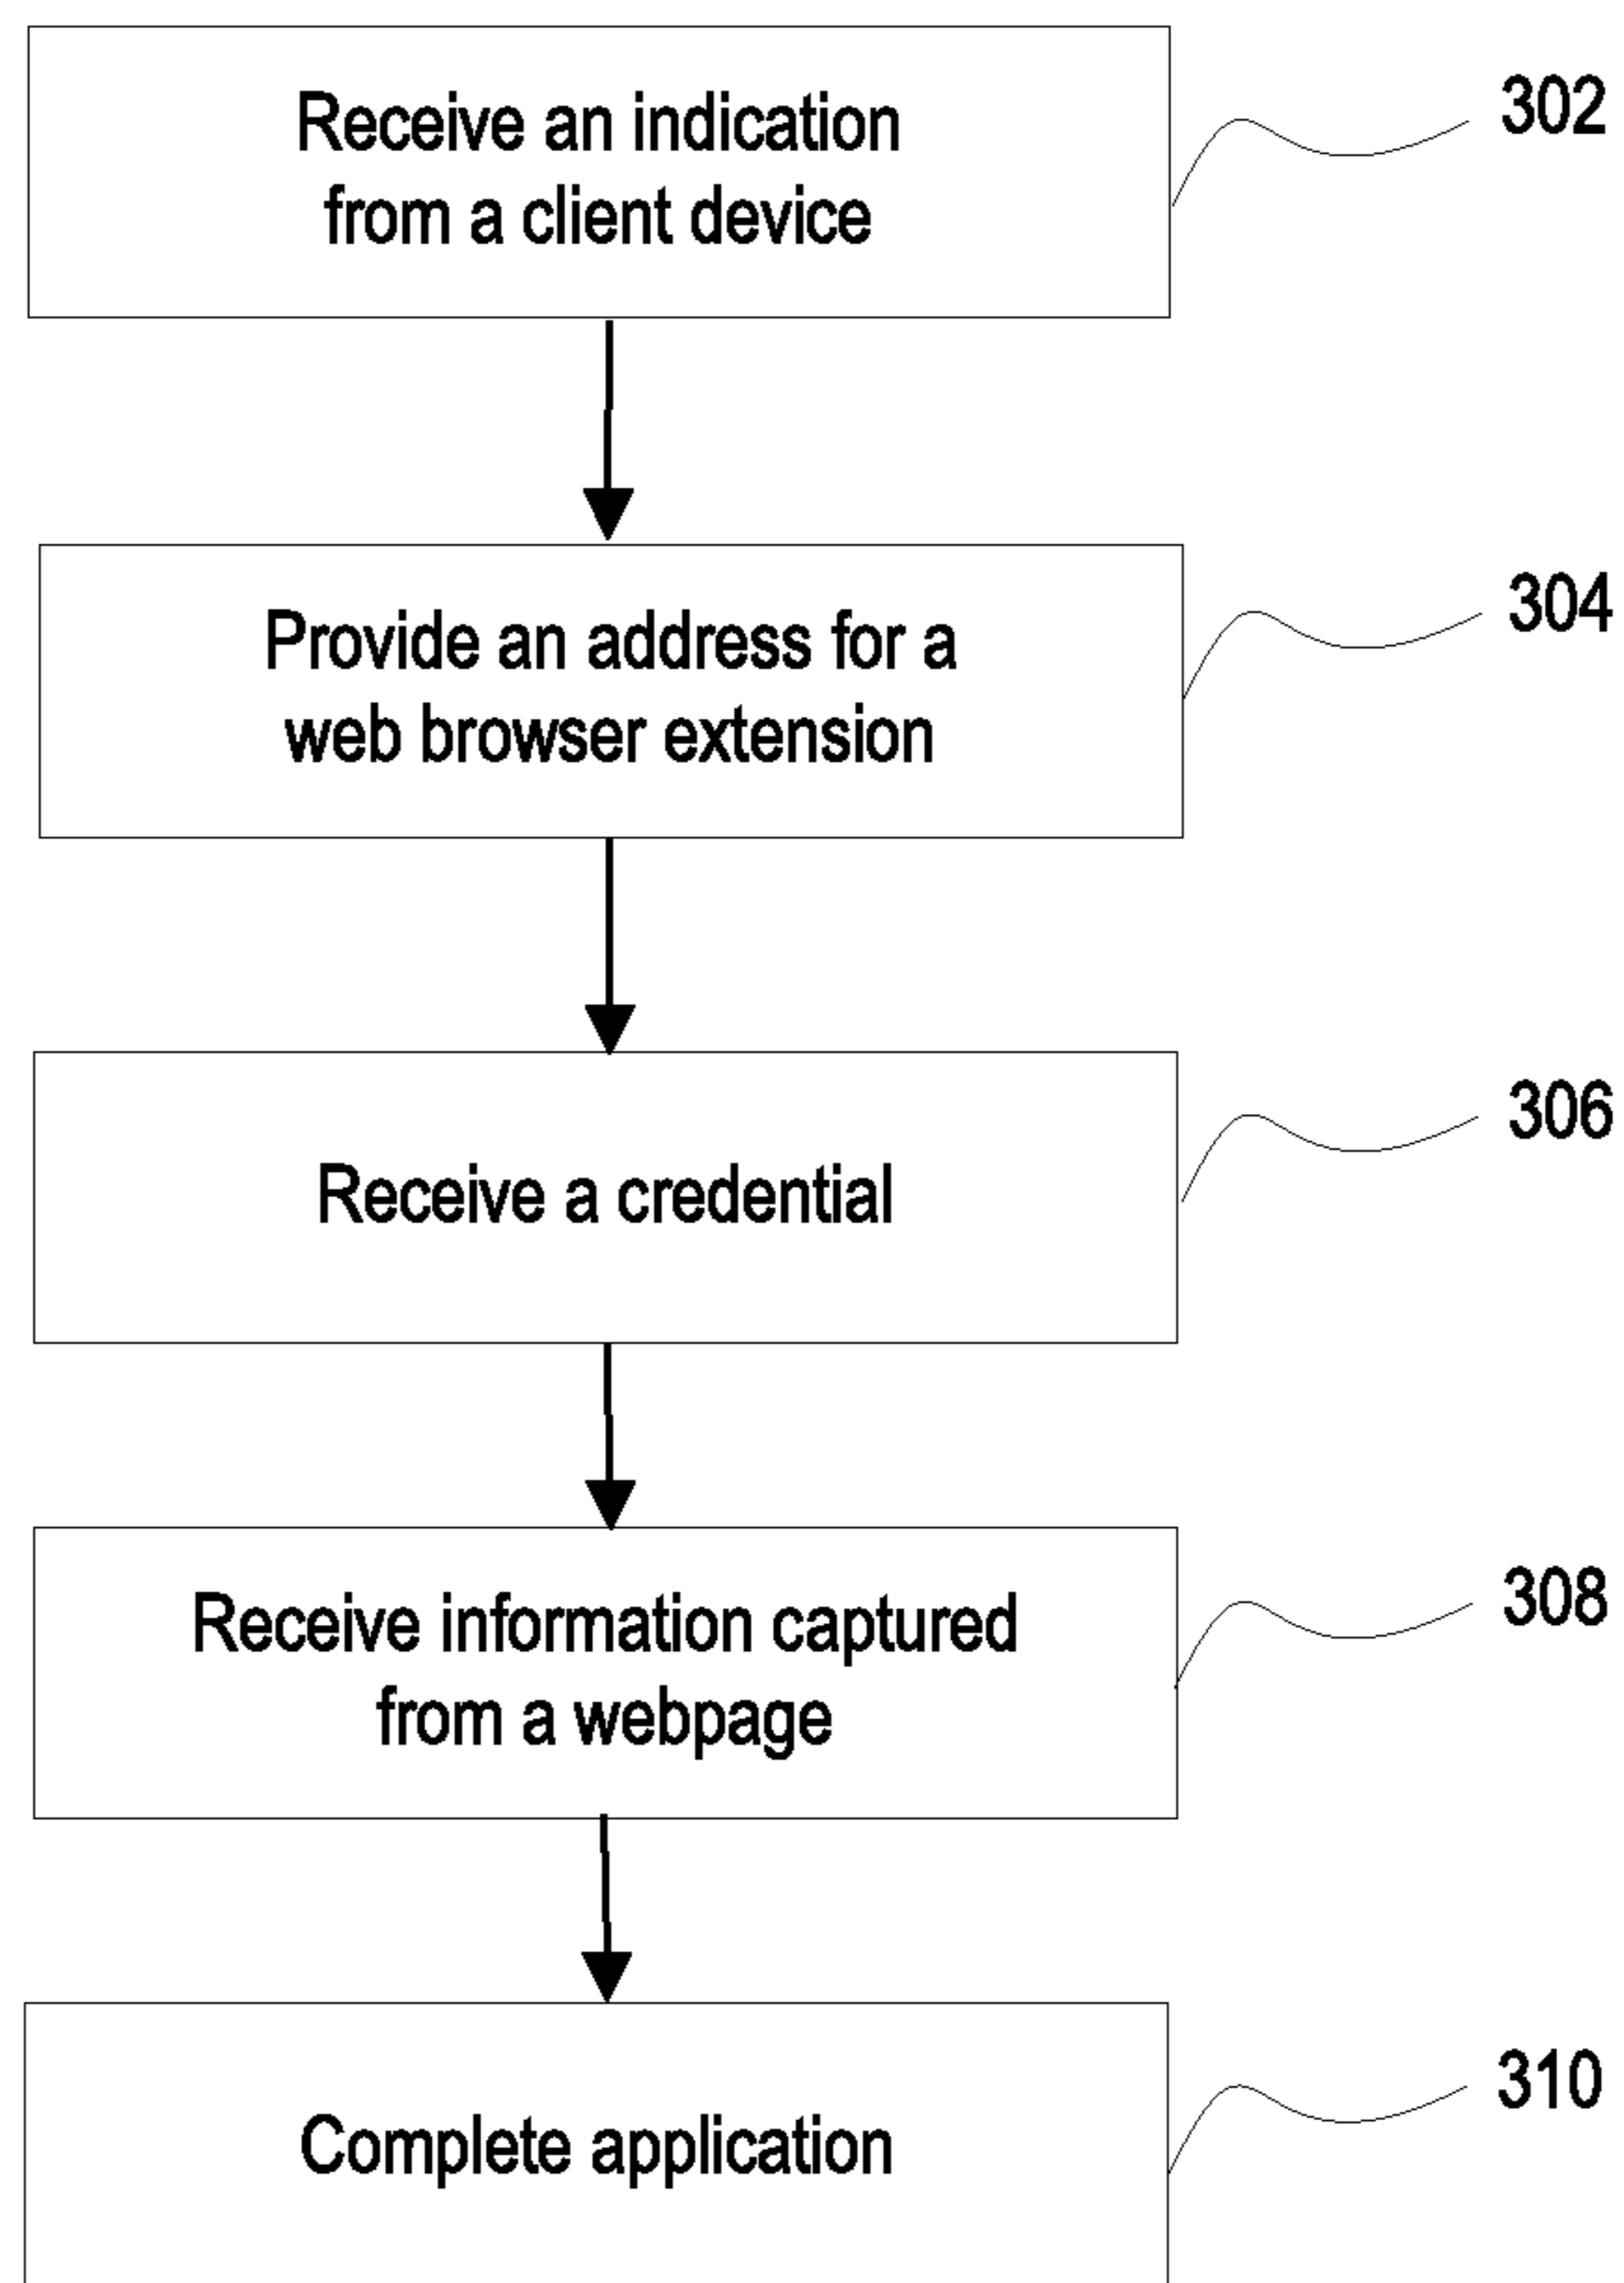 Receive an indication
from a client device
302
Provide an address for a
web browser extension
304
Receive a credential
306
Receive information captured
from a webpage
308
Complete application
310